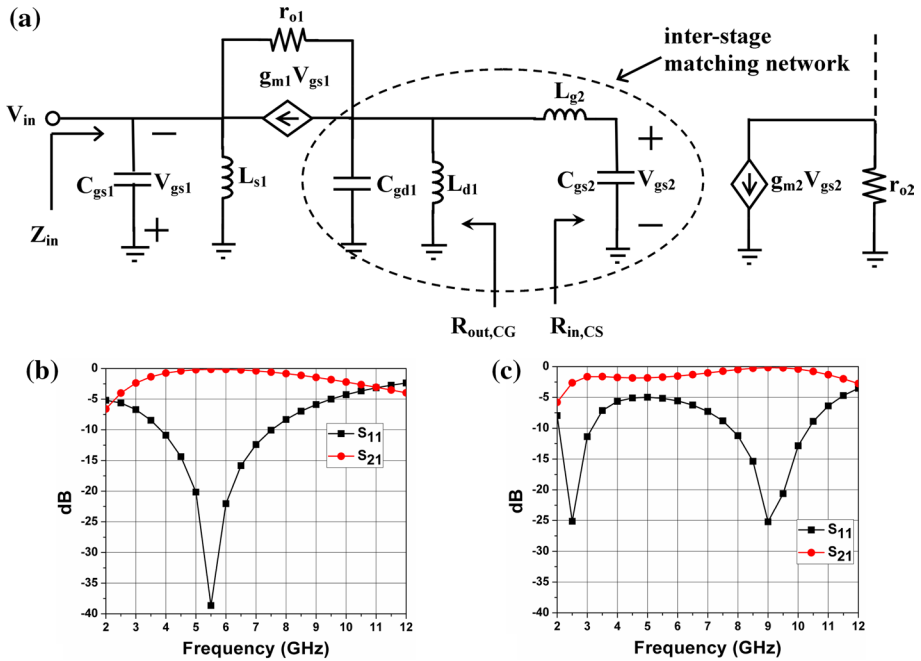 (a)
r_o1
g_m1V_gs1
inter-stage
matching network
V_in
L_g2
−
+
C_gs1
V_gs1
L_s1
C_gd1
L_d1
C_gs2
V_gs2
g_m2V_gs2
r_o2
+
−
Z_in
R_out,CG
R_in,CS
(b)
0
-5
-10
-15
-20
-25
-30
-35
-40
dB
S_11
S_21
2 3 4 5 6 7 8 9 10 11 12
Frequency (GHz)
(c)
0
-5
-10
-15
-20
-25
-30
-35
-40
dB
S_11
S_21
2 3 4 5 6 7 8 9 10 11 12
Frequency (GHz)